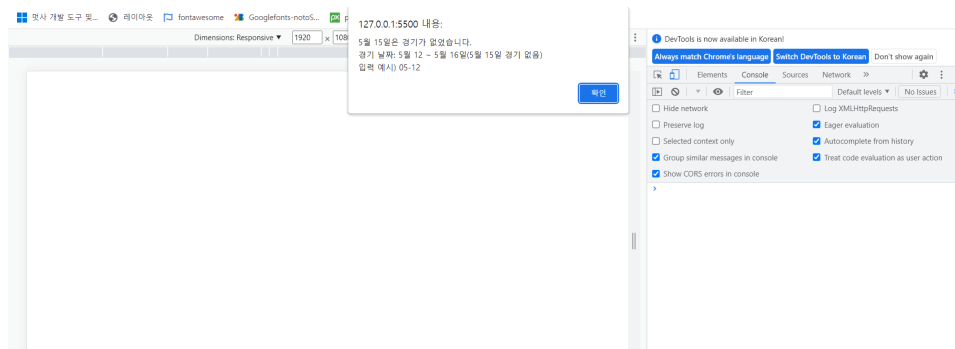 멋사 개발 도구 및... 레이아웃 fontawesome Googlefonts-notoS...
127.0.0.1:5500 내용:
5월 15일은 경기가 없었습니다.
경기 날짜: 5월 12 ~ 5월 16일(5월 15일 경기 없음)
입력 예시) 05-12
확인
Dimensions: Responsive ▼ 1920 × 108
DevTools is now available in Korean!
Always match Chrome's language Switch DevTools to Korean Don't show again
Elements Console Sources Network »
Filter Default levels ▼ No Issues
Hide network Log XMLHttpRequests
Preserve log Eager evaluation
Selected context only Autocomplete from history
Group similar messages in console Treat code evaluation as user action
Show CORS errors in console